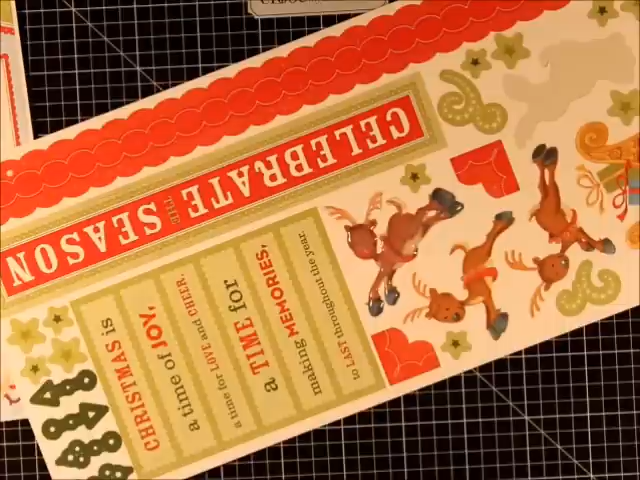 CELEBRATE THE SEASON
CHRISTMAS is
a time of JOY,
a time for LOVE and CHEER,
a TIME for
making MEMORIES,
to LAST throughout the year.